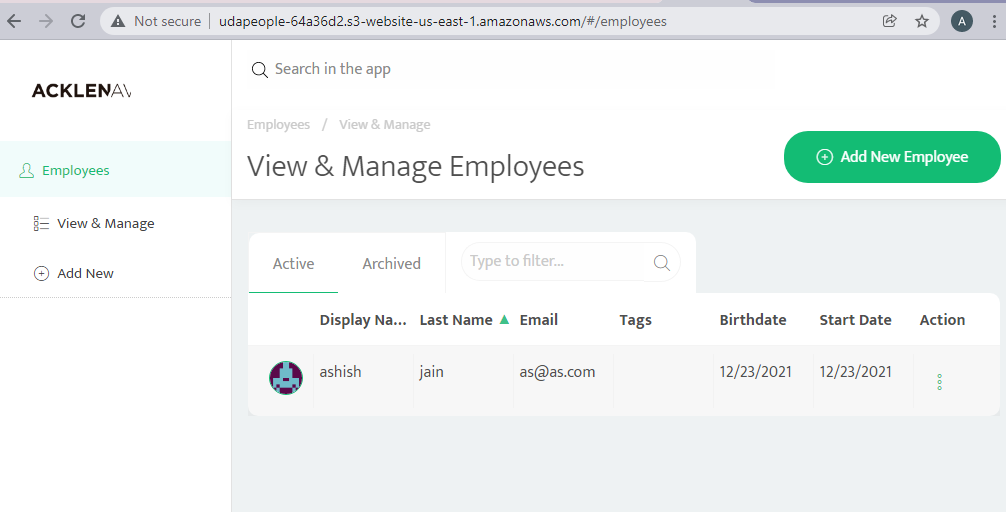 Not secure | udapeople-64a36d2.s3-website-us-east-1.amazonaws.com/#/employees
A
ACKLENAV
Search in the app
Employees / View & Manage
View & Manage Employees
Add New Employee
Employees
View & Manage
Add New
Active Archived Type to filter...
Display Na... Last Name ▲ Email Tags Birthdate Start Date Action
ashish jain as@as.com 12/23/2021 12/23/2021